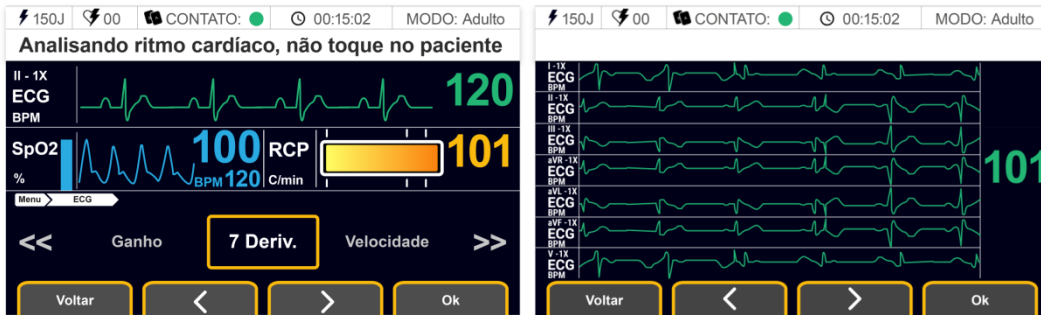 150J 00 CONTATO: 00:15:02 MODO: Adulto
Analisando ritmo cardíaco, não toque no paciente
II - 1X
ECG
BPM
120
SpO2
%
100
BPM 120
RCP
C/min
101
Menu ECG
<< Ganho 7 Deriv. Velocidade >>
Voltar < > Ok
150J 00 CONTATO: 00:15:02 MODO: Adulto
I -1X
ECG
BPM
II -1X
ECG
BPM
III -1X
ECG
BPM
aVR -1X
ECG
BPM
aVL -1X
ECG
BPM
aVF -1X
ECG
BPM
V -1X
ECG
BPM
101
Voltar < > Ok